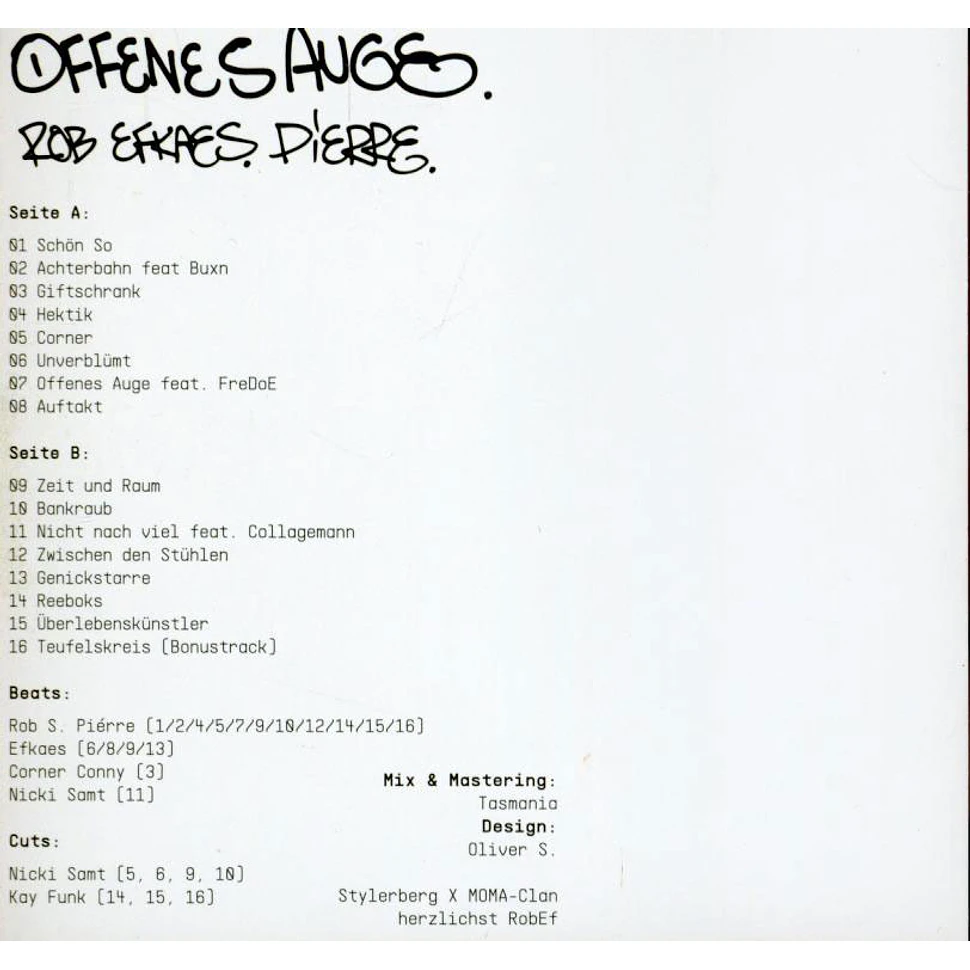 OFFENES AUGE.
ROB EFKAES. PIERRE.
Seite A:
01 Schön So
02 Achterbahn feat Buxn
03 Giftschrank
04 Hektik
05 Corner
06 Unverblümt
07 Offenes Auge feat. FreDoE
08 Auftakt
Seite B:
09 Zeit und Raum
10 Bankraub
11 Nicht nach viel feat. Collagemann
12 Zwischen den Stühlen
13 Genickstarre
14 Reeboks
15 Überlebenskünstler
16 Teufelskreis (Bonustrack)
Beats:
Rob S. Piérre (1/2/4/5/7/9/10/12/14/15/16)
Efkaes (6/8/9/13)
Corner Conny (3)
Nicki Samt (11)
Cuts:
Nicki Samt (5, 6, 9, 10)
Kay Funk (14, 15, 16)
Mix & Mastering:
Tasmania
Design:
Oliver S.
Stylerberg X MOMA-Clan
herzlichst RobEf